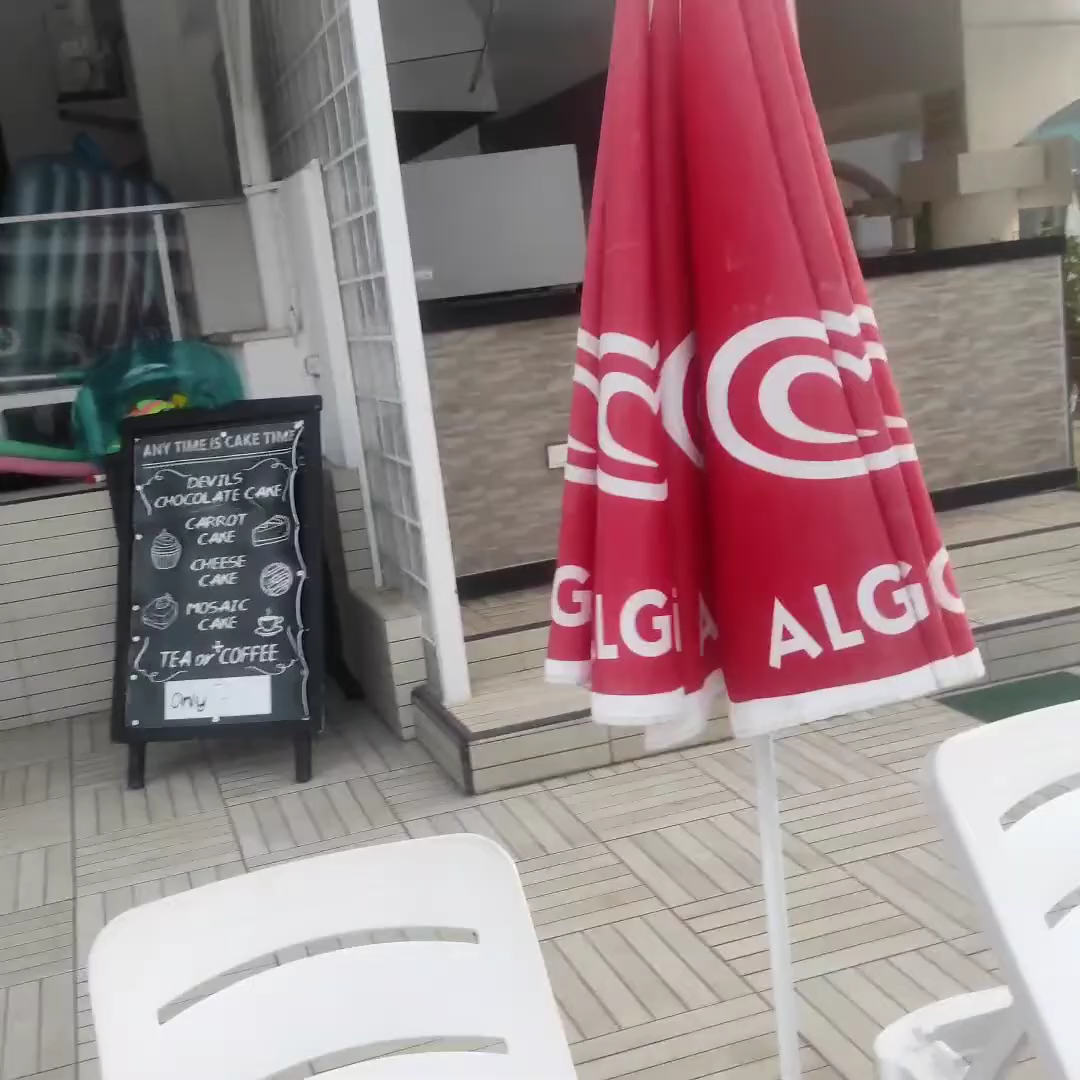 ANY TIME IS CAKE TIME
DEVILS
CHOCOLATE CAKE
CARROT
CAKE
CHEESE
CAKE
MOSAIC
CAKE
TEA or COFFEE
Only
G
LGi
A
ALGi